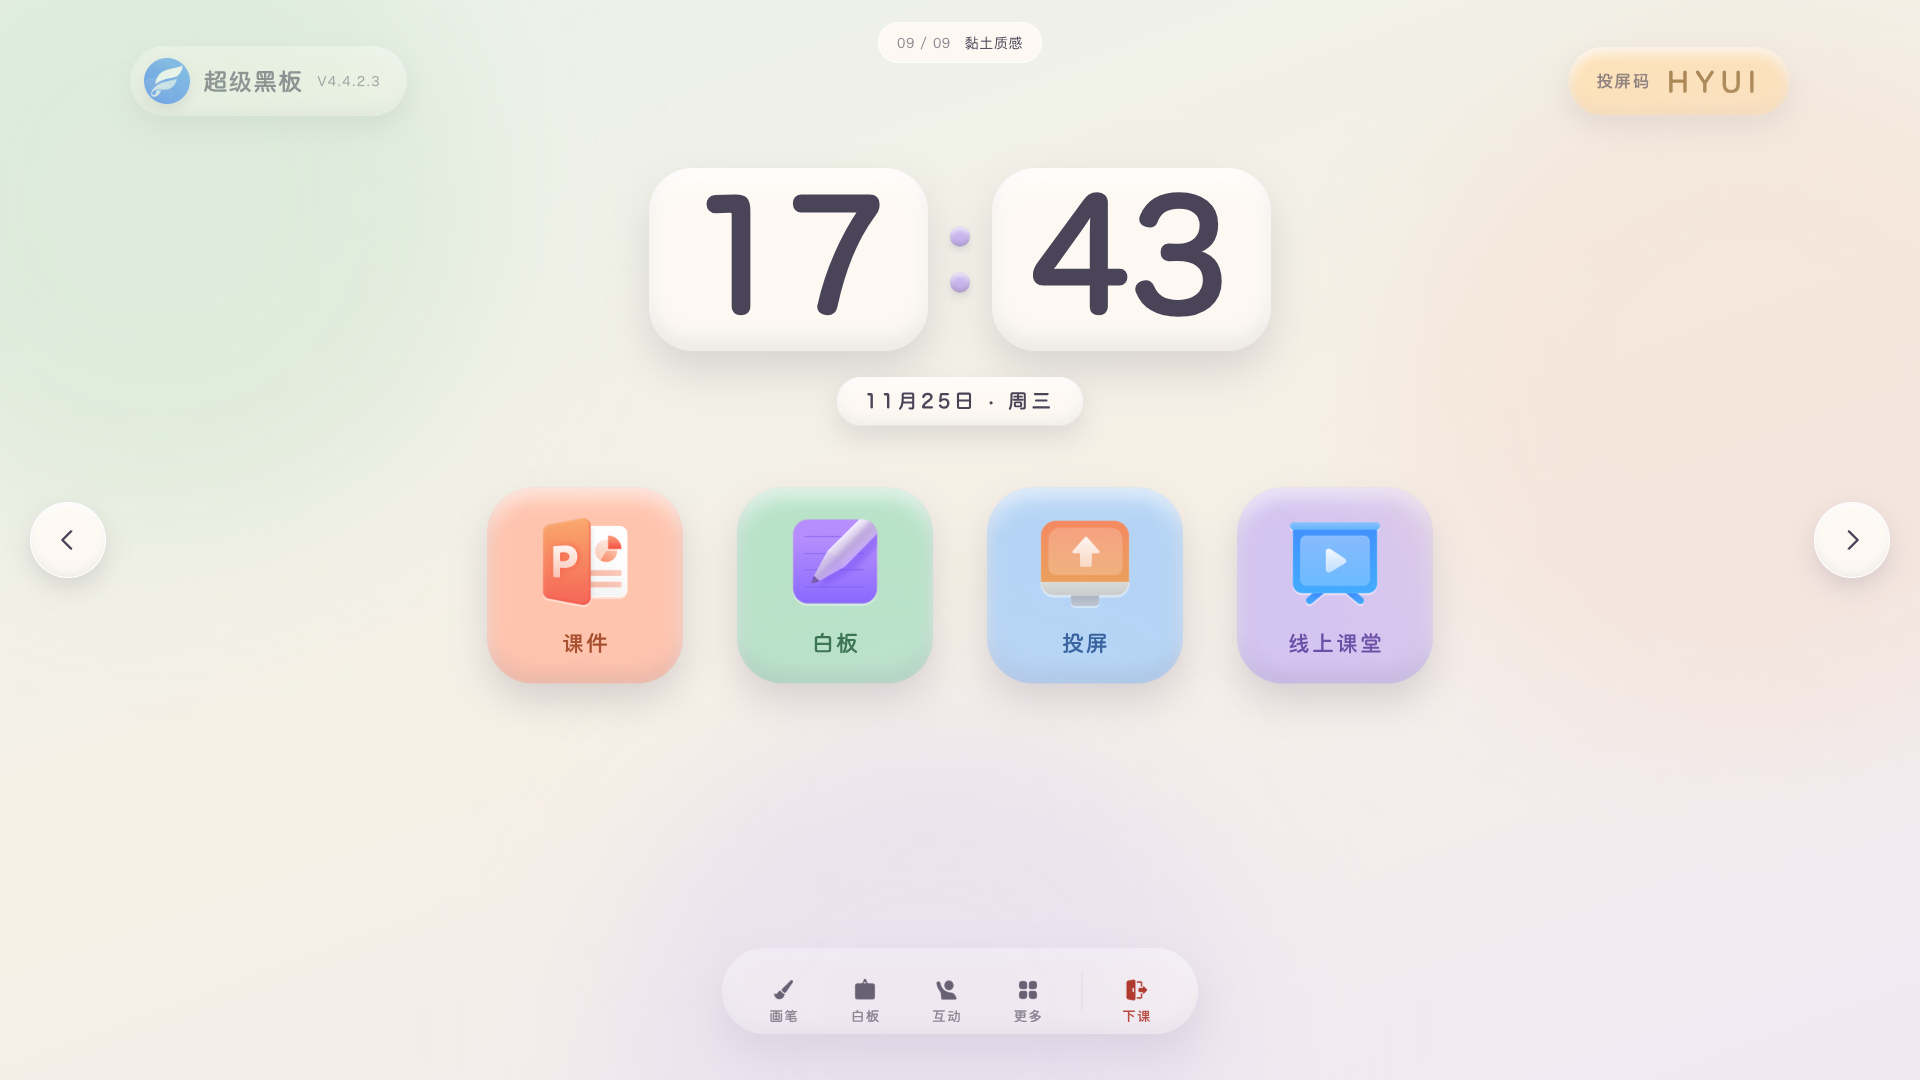 09 / 09 黏土质感
超级黑板 V4.4.2.3
投屏码 HYUI
17:43
11月25日 · 周三
P
课件
白板
投屏
线上课堂
画笔
白板
互动
更多
下课